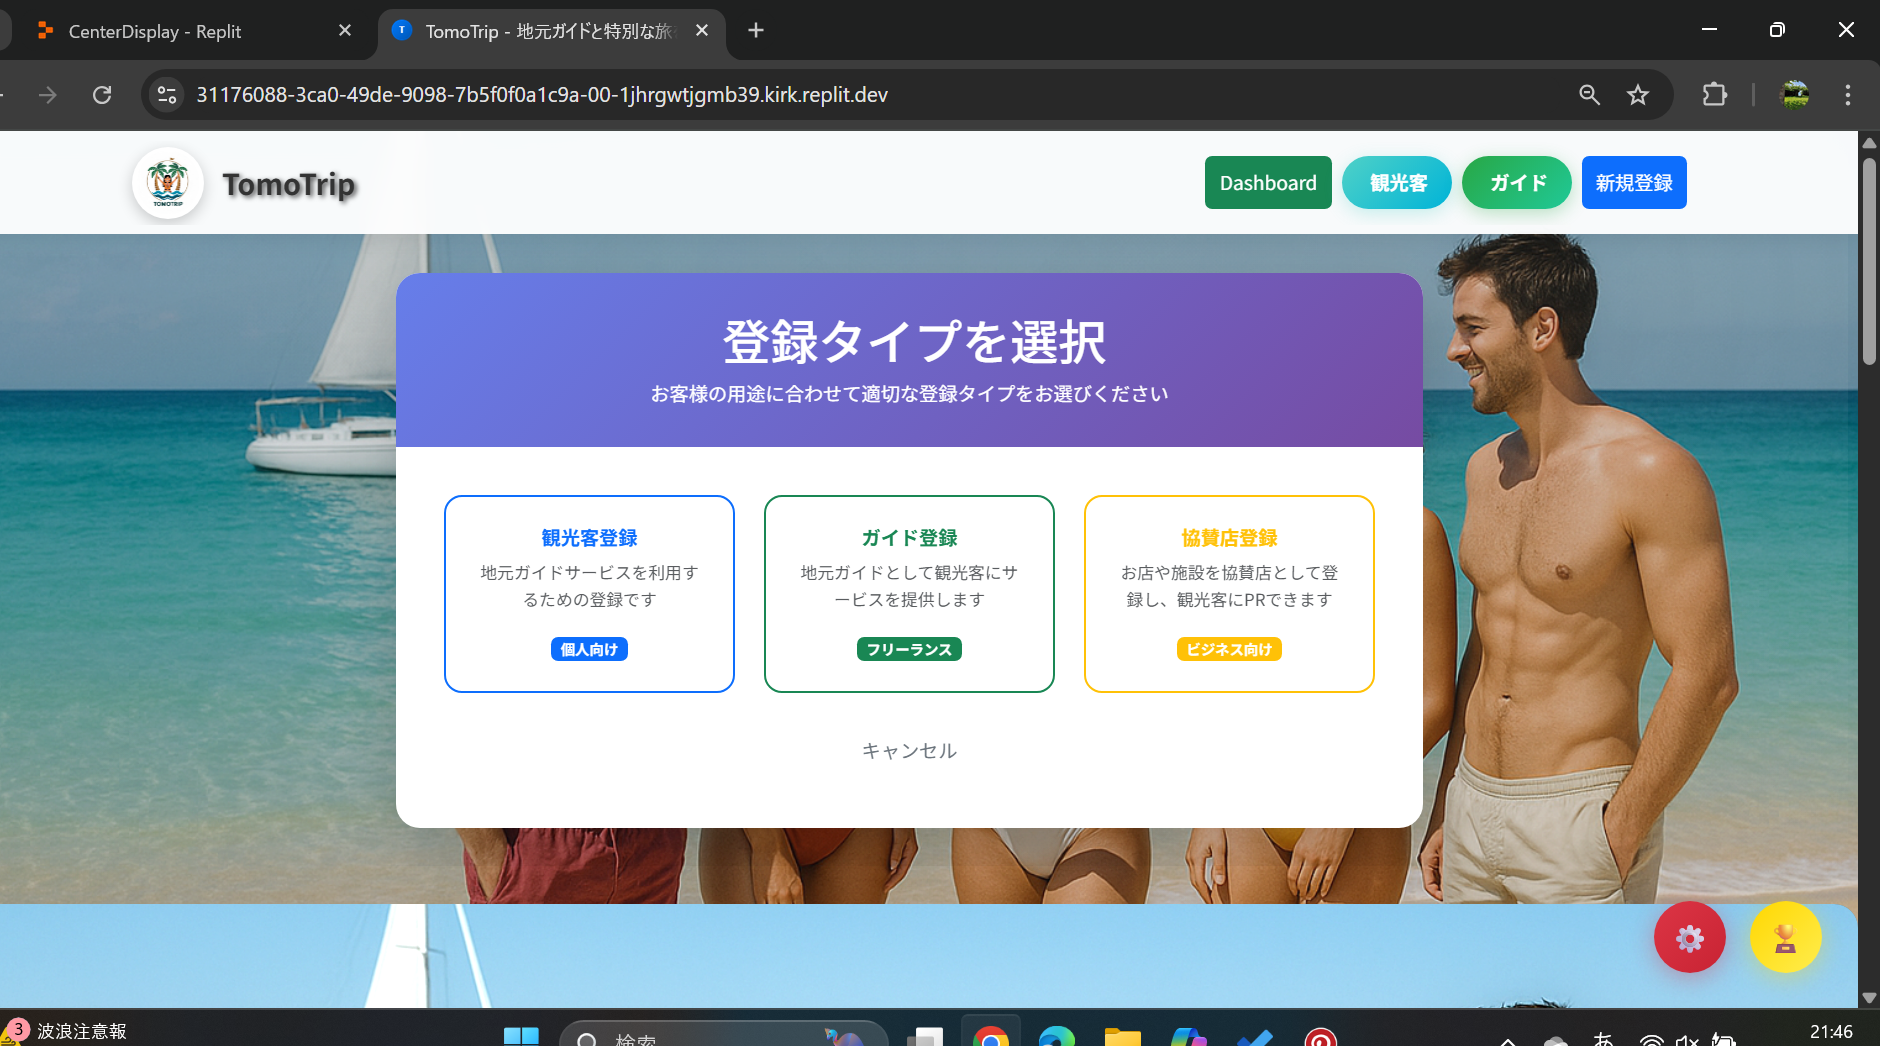 CenterDisplay - Replit
TomoTrip - 地元ガイドと特別な旅
31176088-3ca0-49de-9098-7b5f0f0a1c9a-00-1jhrgwtjgmb39.kirk.replit.dev
TOMOTRIP
TomoTrip
Dashboard
観光客
ガイド
新規登録
登録タイプを選択
お客様の用途に合わせて適切な登録タイプをお選びください
観光客登録
地元ガイドサービスを利用す
るための登録です
個人向け
ガイド登録
地元ガイドとして観光客にサ
ービスを提供します
フリーランス
協賛店登録
お店や施設を協賛店として登
録し、観光客にPRできます
ビジネス向け
キャンセル
3
波浪注意報
検索
あ
21:46